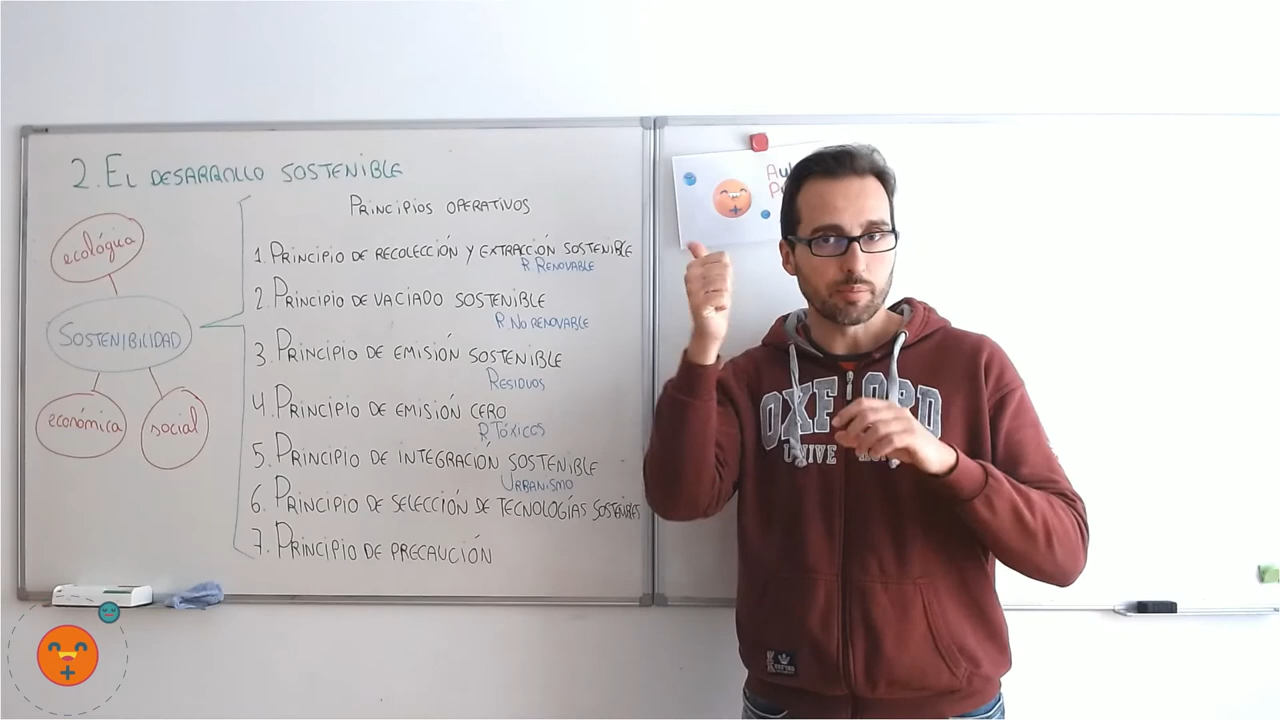 2. EL DESARROLLO SOSTENIBLE
ecológica
SOSTENIBILIDAD
económica
social
PRINCIPIOS OPERATIVOS
1. PRINCIPIO DE RECOLECCIÓN Y EXTRACCIÓN SOSTENIBLE
R RENOVABLE
2. PRINCIPIO DE VACIADO SOSTENIBLE
R NO RENOVABLE
3. PRINCIPIO DE EMISIÓN SOSTENIBLE
RESIDUOS
4. PRINCIPIO DE EMISIÓN CERO
R TÓXICOS
5. PRINCIPIO DE INTEGRACIÓN SOSTENIBLE
URBANISMO
6. PRINCIPIO DE SELECCIÓN DE TECNOLOGÍAS SOSTENIBLES
7. PRINCIPIO DE PRECAUCIÓN
OXFORD